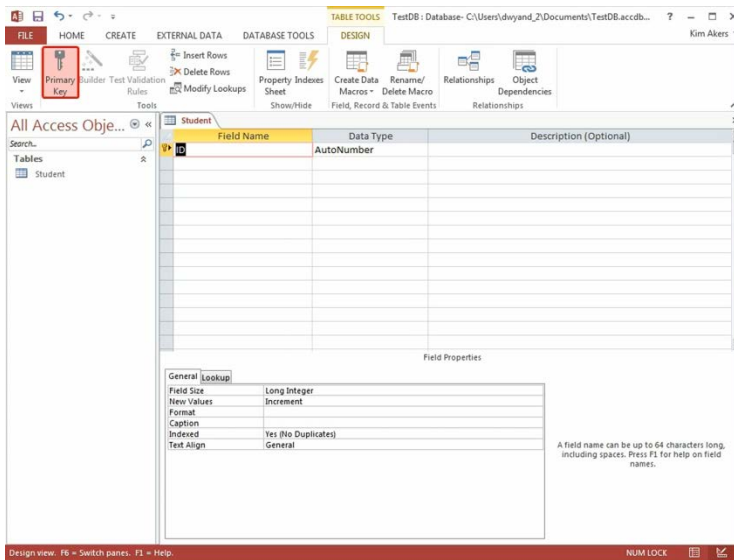 TABLE TOOLS TestDB : Database- C:\Users\dwyand_2\Documents\TestDB.accdb...
FILE HOME CREATE EXTERNAL DATA DATABASE TOOLS DESIGN Kim Akers
View
Primary Key
Builder
Test Validation Rules
Insert Rows
Delete Rows
Modify Lookups
Property Sheet
Indexes
Create Data Macros
Rename/ Delete Macro
Relationships
Object Dependencies
Views Tools Show/Hide Field, Record & Table Events Relationships
All Access Obje...
Search...
Tables
Student
Student
Field Name Data Type Description (Optional)
ID AutoNumber
Field Properties
General Lookup
Field Size Long Integer
New Values Increment
Format
Caption
Indexed Yes (No Duplicates)
Text Align General
A field name can be up to 64 characters long,
including spaces. Press F1 for help on field
names.
Design view. F6 = Switch panes. F1 = Help. NUM LOCK